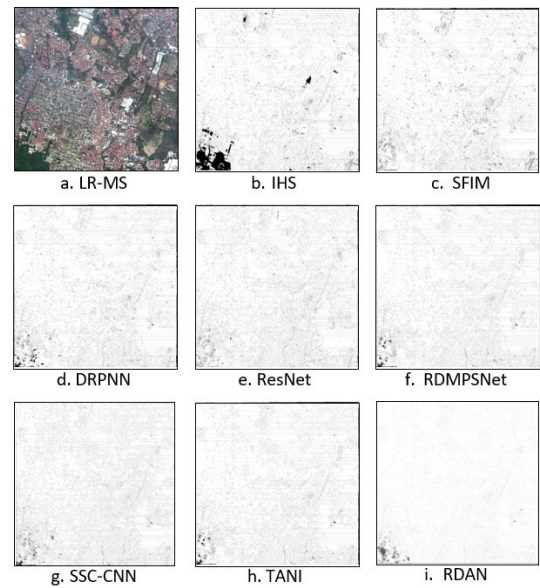 a. LR-MS
b. IHS
c. SFIM
d. DRPNN
e. ResNet
f. RDMPSNet
g. SSC-CNN
h. TANI
i. RDAN